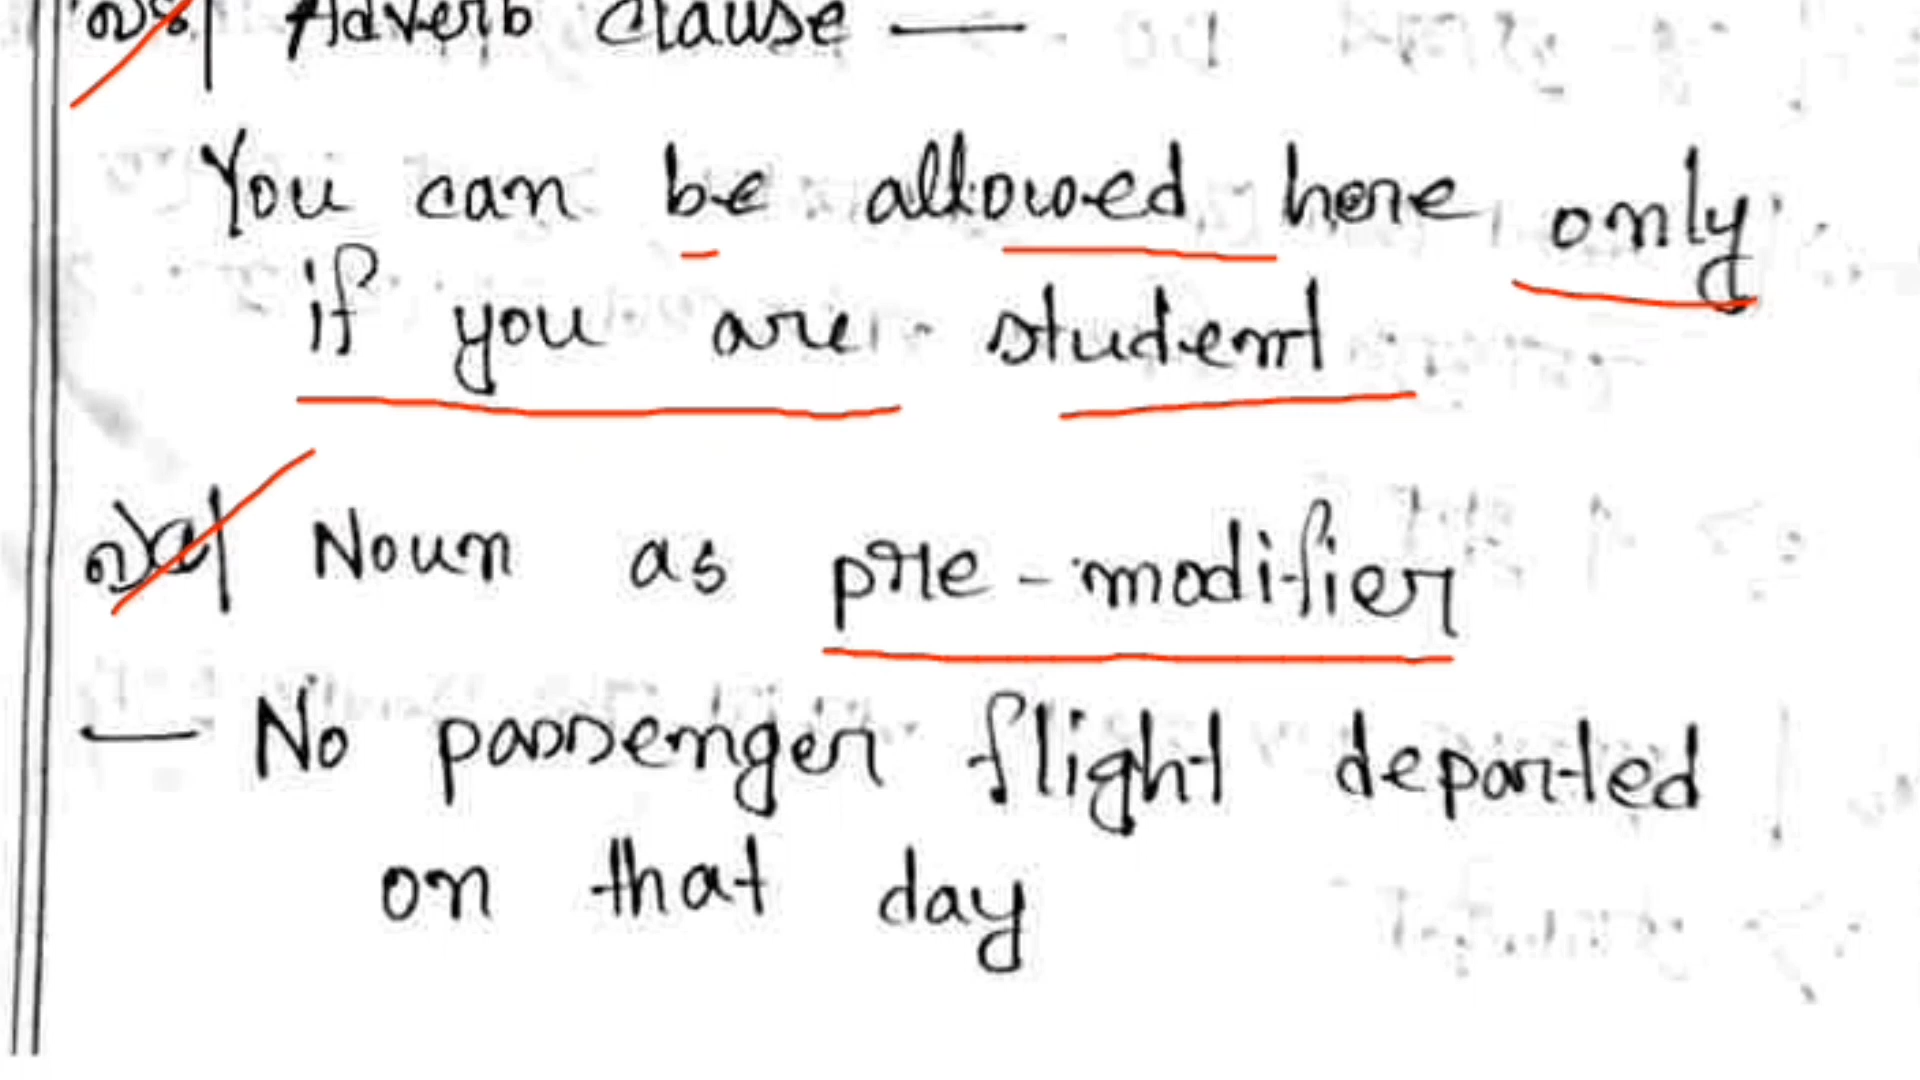 Adverb clause —
You can be allowed here only
if you are student
Noun as pre-modifier
— No passenger flight departed
on that day